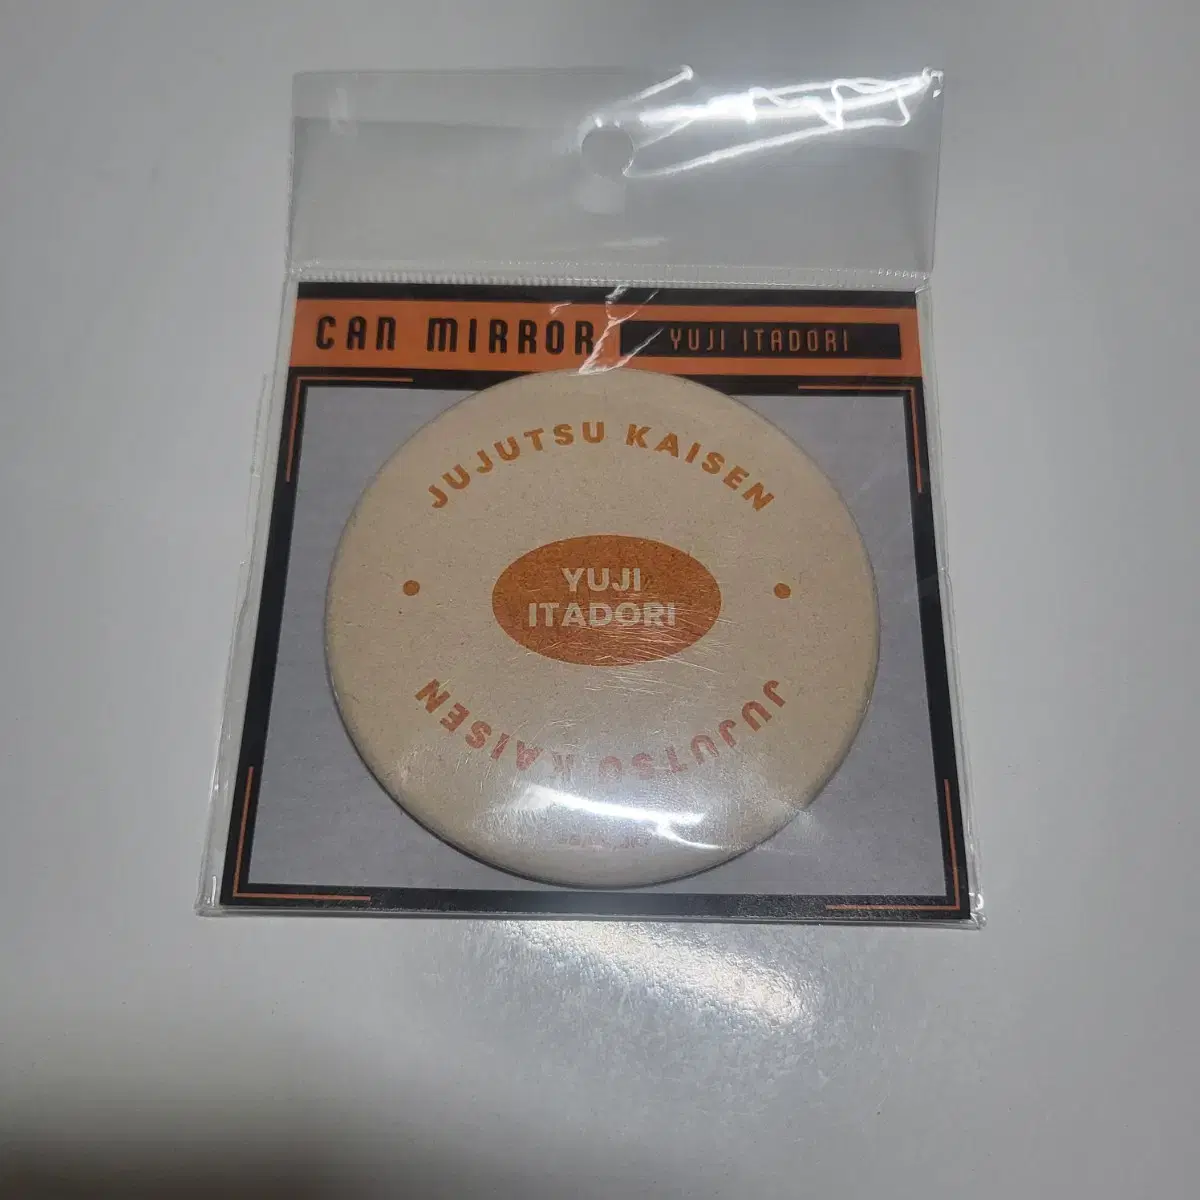 CAN MIRROR YUJI ITADORI
JUJUTSU KAISEN
YUJI
ITADORI
JUJUTSU KAISEN